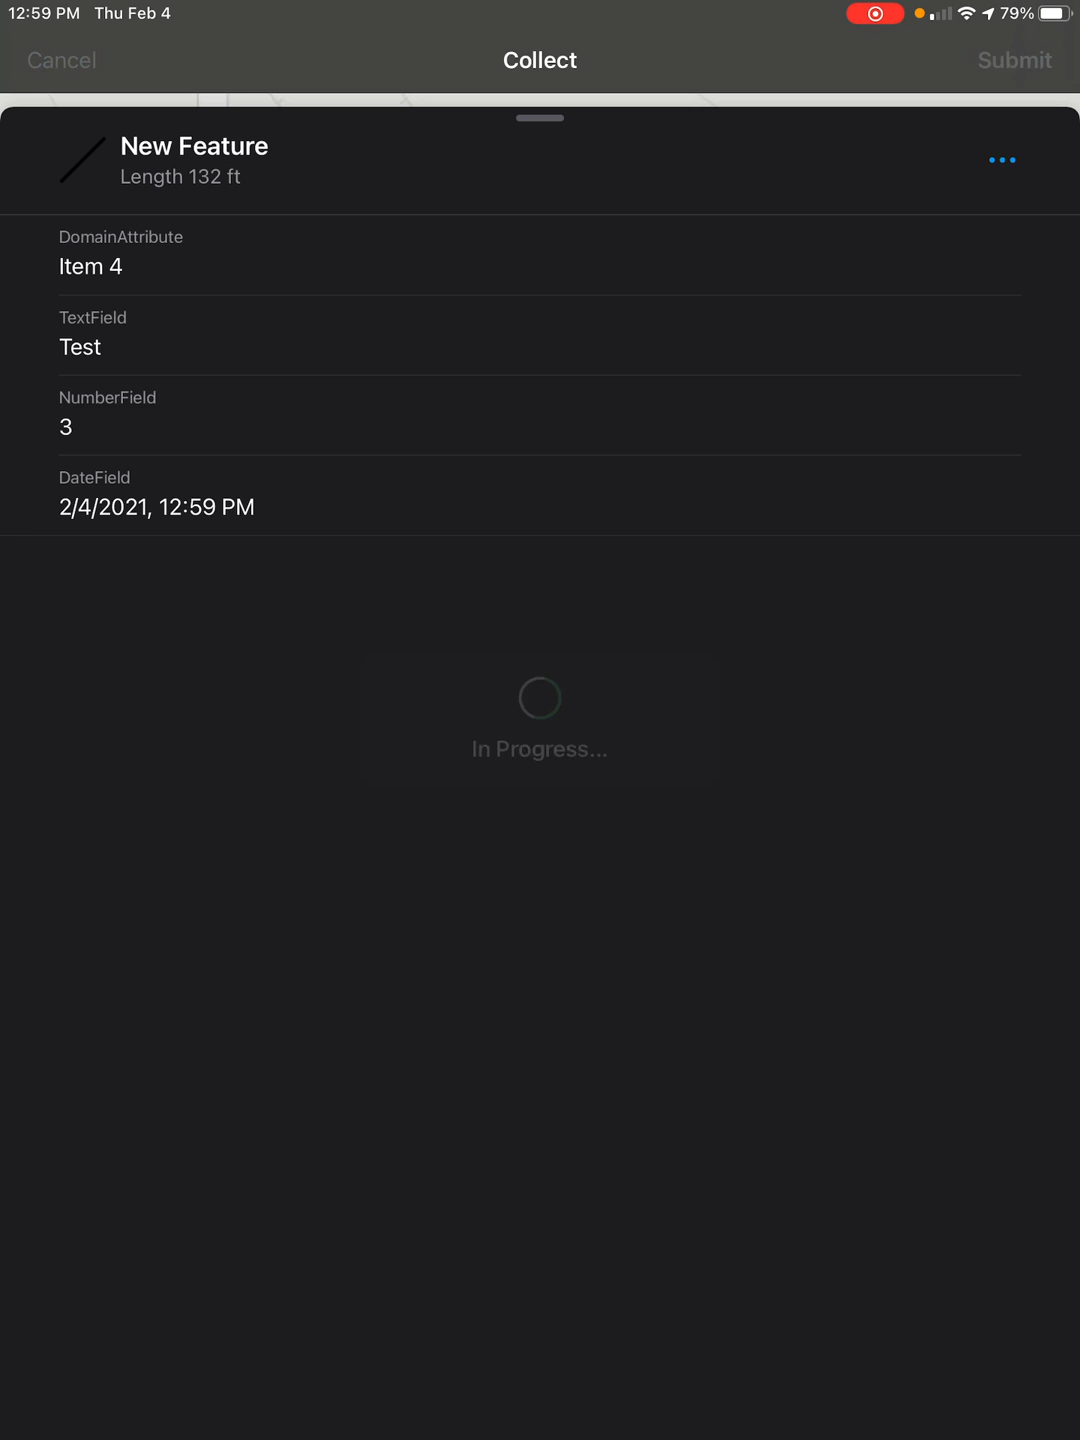 12:59 PM Thu Feb 4 79%
Cancel Collect Submit
New Feature
Length 132 ft
DomainAttribute
Item 4
TextField
Test
NumberField
3
DateField
2/4/2021, 12:59 PM
In Progress...